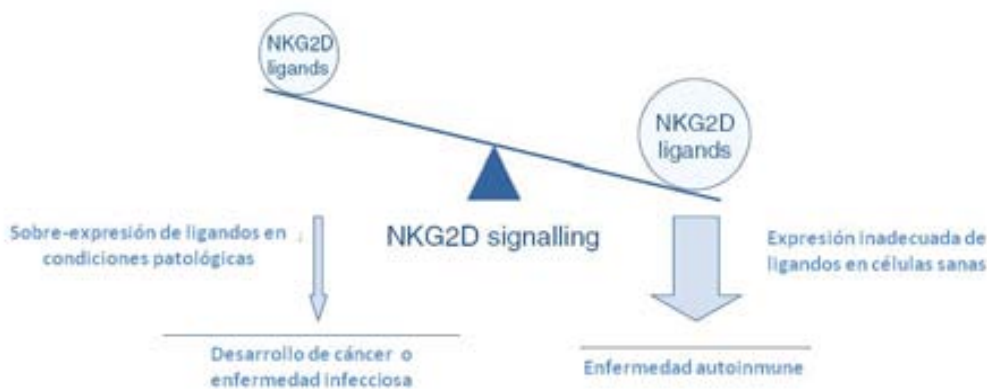 NKG2D
ligands
NKG2D
ligands
Sobre-expresión de ligandos en
condiciones patológicas
NKG2D signalling
Expresión inadecuada de
ligandos en células sanas
Desarrollo de cáncer o
enfermedad infecciosa
Enfermedad autoinmune